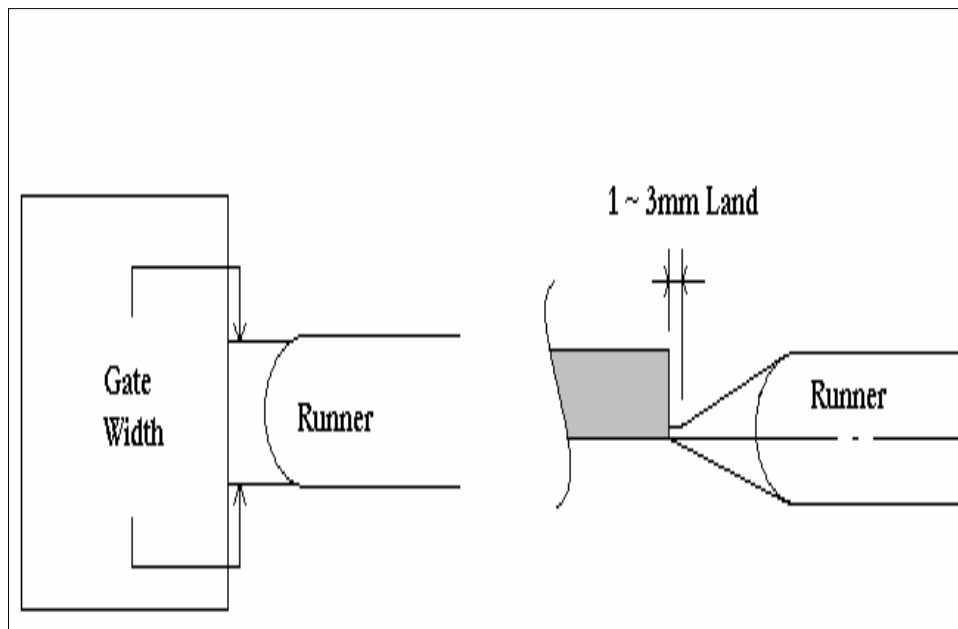 Gate
Width
Runner
1 ~ 3mm Land
Runner